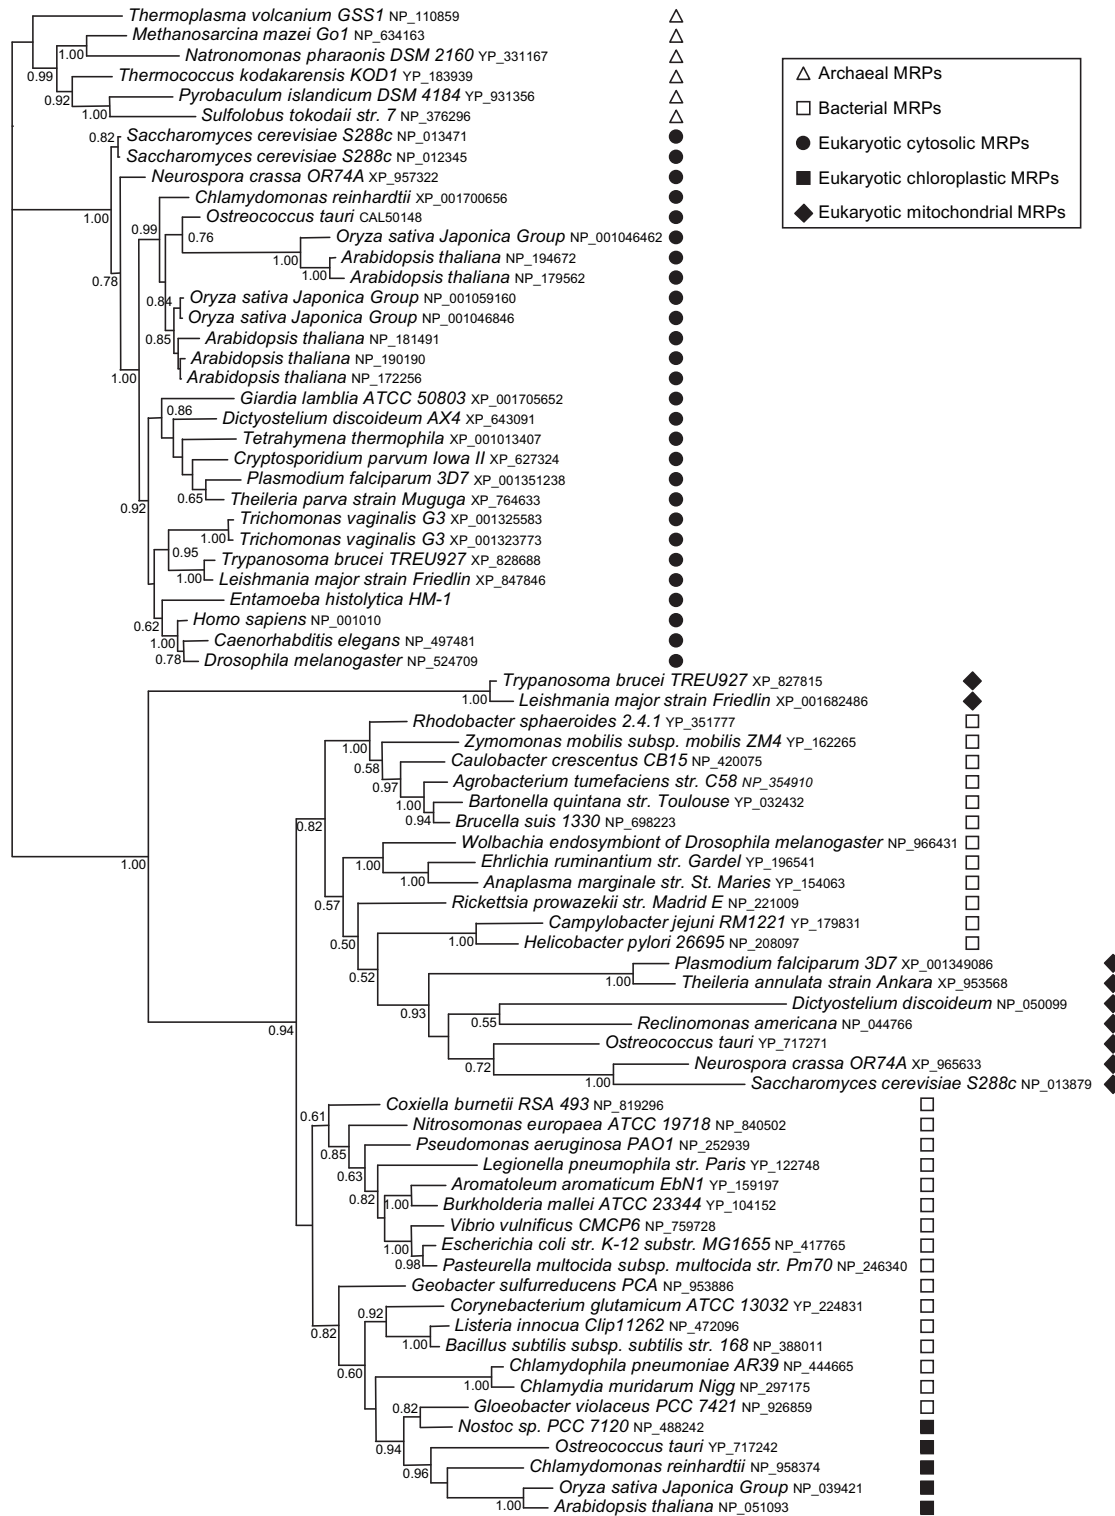 Thermoplasma volcanium GSS1 NP_110859
Methanosarcina mazei Go1 NP_634163
1.00
Natronomonas pharaonis DSM 2160 YP_331167
0.99
Thermococcus kodakarensis KOD1 YP_183939
0.92
Pyrobaculum islandicum DSM 4184 YP_931356
1.00
Sulfolobus tokodaii str. 7 NP_376296
0.82
Saccharomyces cerevisiae S288c NP_013471
Saccharomyces cerevisiae S288c NP_012345
Neurospora crassa OR74A XP_957322
Chlamydomonas reinhardtii XP_001700656
1.00
Ostreococcus tauri CAL50148
0.99
0.76
Oryza sativa Japonica Group NP_001046462
1.00
Arabidopsis thaliana NP_194672
1.00
0.78
Arabidopsis thaliana NP_179562
0.84
Oryza sativa Japonica Group NP_001059160
Oryza sativa Japonica Group NP_001046846
0.85
Arabidopsis thaliana NP_181491
Arabidopsis thaliana NP_190190
1.00
Arabidopsis thaliana NP_172256
Giardia lamblia ATCC 50803 XP_001705652
0.86
Dictyostelium discoideum AX4 XP_643091
Tetrahymena thermophila XP_001013407
Cryptosporidium parvum Iowa II XP_627324
Plasmodium falciparum 3D7 XP_001351238
0.65
Theileria parva strain Muguga XP_764633
0.92
Trichomonas vaginalis G3 XP_001325583
1.00
Trichomonas vaginalis G3 XP_001323773
0.95
Trypanosoma brucei TREU927 XP_828688
1.00
Leishmania major strain Friedlin XP_847846
Entamoeba histolytica HM-1
0.62
Homo sapiens NP_001010
1.00
Caenorhabditis elegans NP_497481
0.78
Drosophila melanogaster NP_524709
Trypanosoma brucei TREU927 XP_827815
1.00
Leishmania major strain Friedlin XP_001682486
Rhodobacter sphaeroides 2.4.1 YP_351777
1.00
Zymomonas mobilis subsp. mobilis ZM4 YP_162265
0.58
Caulobacter crescentus CB15 NP_420075
0.97
Agrobacterium tumefaciens str. C58 NP_354910
1.00
Bartonella quintana str. Toulouse YP_032432
0.94
Brucella suis 1330 NP_698223
0.82
Wolbachia endosymbiont of Drosophila melanogaster NP_966431
1.00
1.00
Ehrlichia ruminantium str. Gardel YP_196541
1.00
Anaplasma marginale str. St. Maries YP_154063
0.57
Rickettsia prowazekii str. Madrid E NP_221009
Campylobacter jejuni RM1221 YP_179831
0.50
1.00
Helicobacter pylori 26695 NP_208097
Plasmodium falciparum 3D7 XP_001349086
0.52
1.00
Theileria annulata strain Ankara XP_953568
Dictyostelium discoideum NP_050099
0.93
0.55
Reclinomonas americana NP_044766
0.94
Ostreococcus tauri YP_717271
0.72
Neurospora crassa OR74A XP_965633
1.00
Saccharomyces cerevisiae S288c NP_013879
Coxiella burnetii RSA 493 NP_819296
0.61
Nitrosomonas europaea ATCC 19718 NP_840502
0.85
Pseudomonas aeruginosa PAO1 NP_252939
0.63
Legionella pneumophila str. Paris YP_122748
0.82
Aromatoleum aromaticum EbN1 YP_159197
1.00
Burkholderia mallei ATCC 23344 YP_104152
Vibrio vulnificus CMCP6 NP_759728
1.00
Escherichia coli str. K-12 substr. MG1655 NP_417765
0.98
Pasteurella multocida subsp. multocida str. Pm70 NP_246340
Geobacter sulfurreducens PCA NP_953886
0.92
Corynebacterium glutamicum ATCC 13032 YP_224831
0.82
Listeria innocua Clip11262 NP_472096
1.00
Bacillus subtilis subsp. subtilis str. 168 NP_388011
0.60
Chlamydophila pneumoniae AR39 NP_444665
1.00
Chlamydia muridarum Nigg NP_297175
0.82
Gloeobacter violaceus PCC 7421 NP_926859
Nostoc sp. PCC 7120 NP_488242
0.94
Ostreococcus tauri YP_717242
0.96
Chlamydomonas reinhardtii NP_958374
Oryza sativa Japonica Group NP_039421
1.00
Arabidopsis thaliana NP_051093
Archaeal MRPs
Bacterial MRPs
Eukaryotic cytosolic MRPs
Eukaryotic chloroplastic MRPs
Eukaryotic mitochondrial MRPs